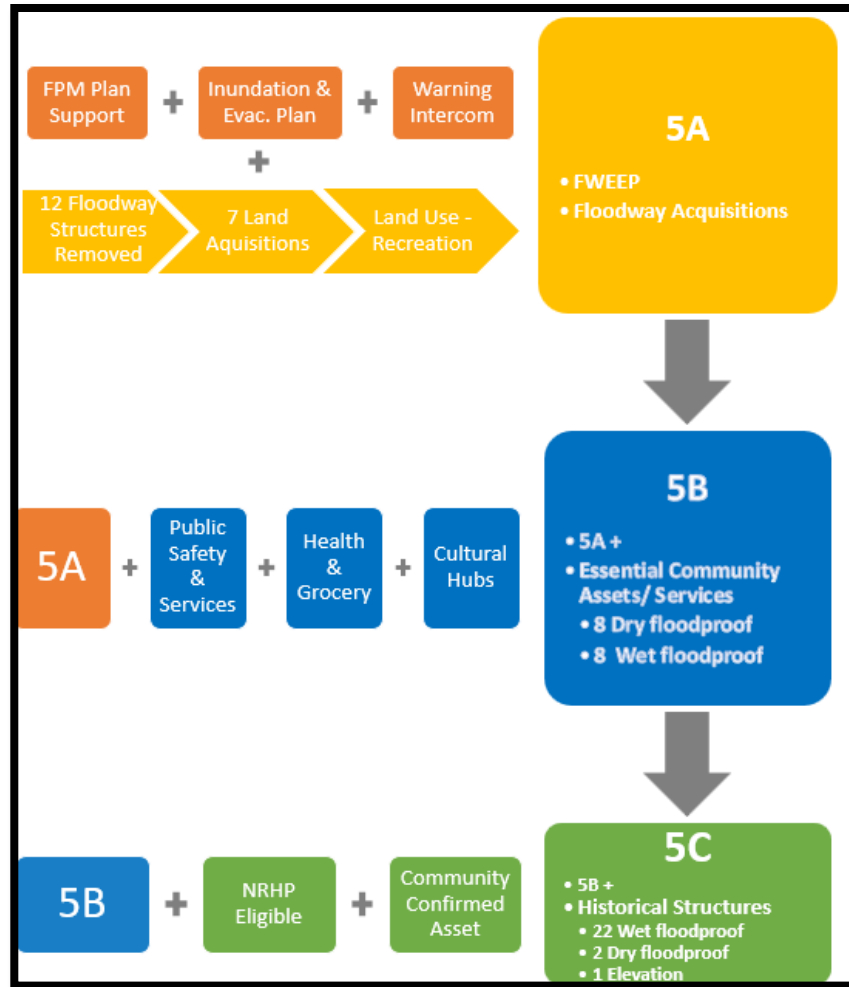 FPM Plan
Support
+
Inundation &
Evac. Plan
+
Warning
Intercom
+
12 Floodway
Structures
Removed
7 Land
Aquisitions
Land Use -
Recreation
5A
• FWEEP
• Floodway Acquisitions
5A
+
Public
Safety
&
Services
+
Health
&
Grocery
+
Cultural
Hubs
5B
• 5A +
• Essential Community
Assets/ Services
• 8 Dry floodproof
• 8 Wet floodproof
5B
+
NRHP
Eligible
+
Community
Confirmed
Asset
5C
• 5B +
• Historical Structures
• 22 Wet floodproof
• 2 Dry floodproof
• 1 Elevation